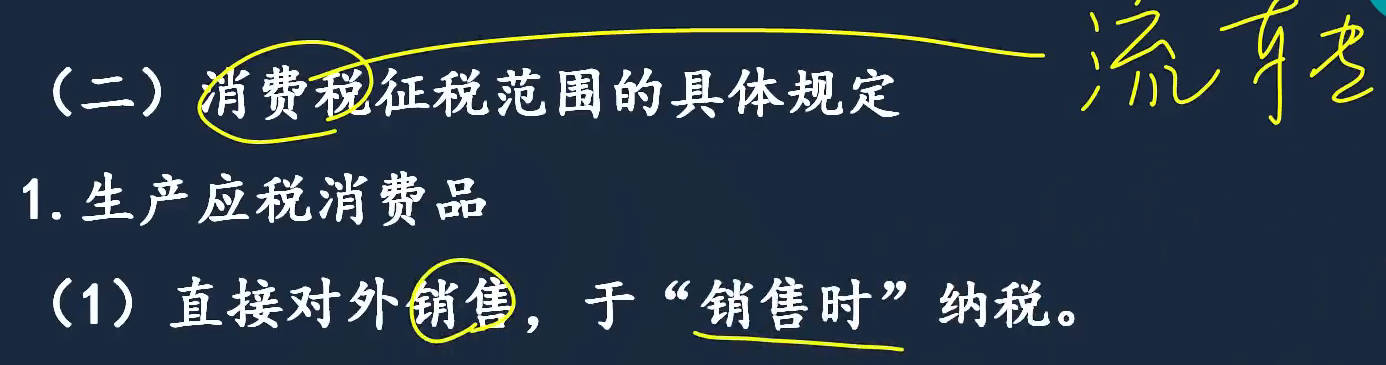 流转
（二）消费税征税范围的具体规定
1.生产应税消费品
（1）直接对外销售，于“销售时”纳税。